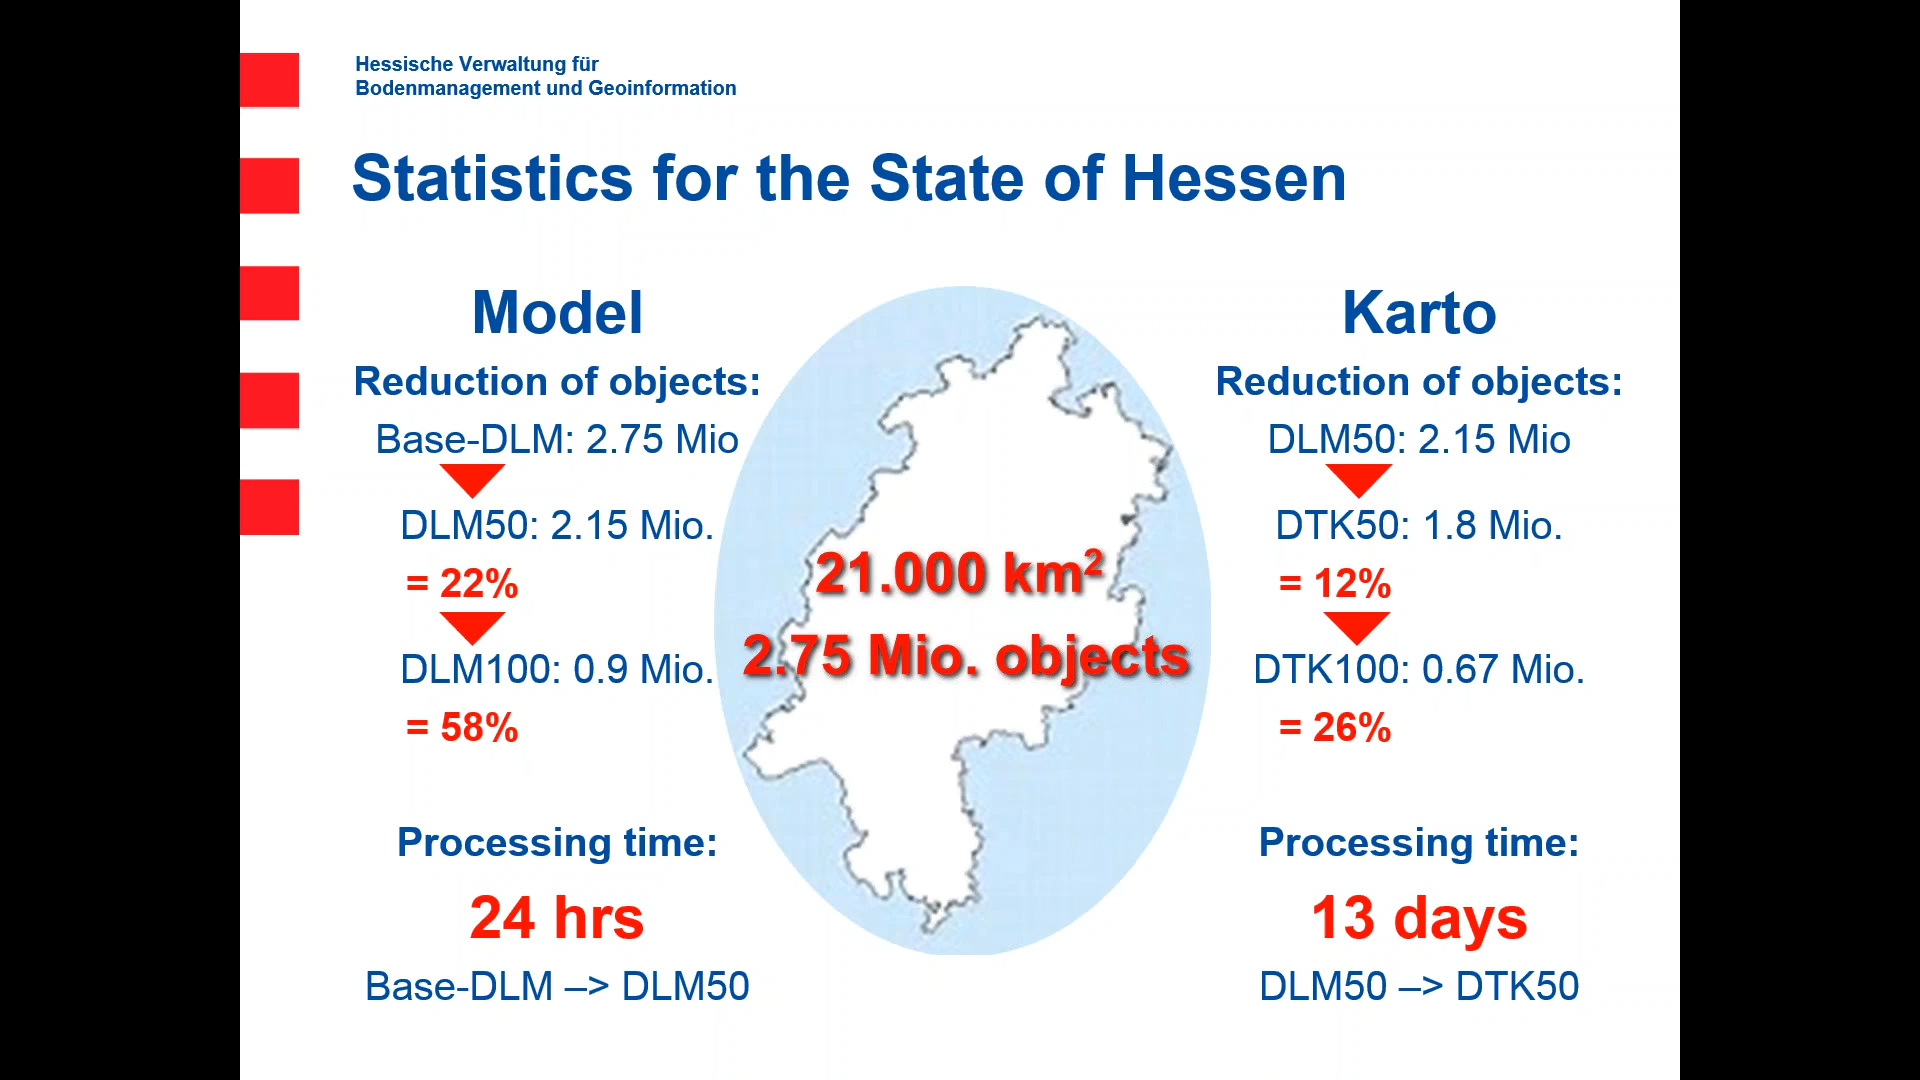 Hessische Verwaltung für
Bodenmanagement und Geoinformation
Statistics for the State of Hessen
Model
Reduction of objects:
Base-DLM: 2.75 Mio
DLM50: 2.15 Mio.
= 22%
DLM100: 0.9 Mio.
= 58%
Processing time:
24 hrs
Base-DLM –> DLM50
21.000 km²
2.75 Mio. objects
Karto
Reduction of objects:
DLM50: 2.15 Mio
DTK50: 1.8 Mio.
= 12%
DTK100: 0.67 Mio.
= 26%
Processing time:
13 days
DLM50 –> DTK50